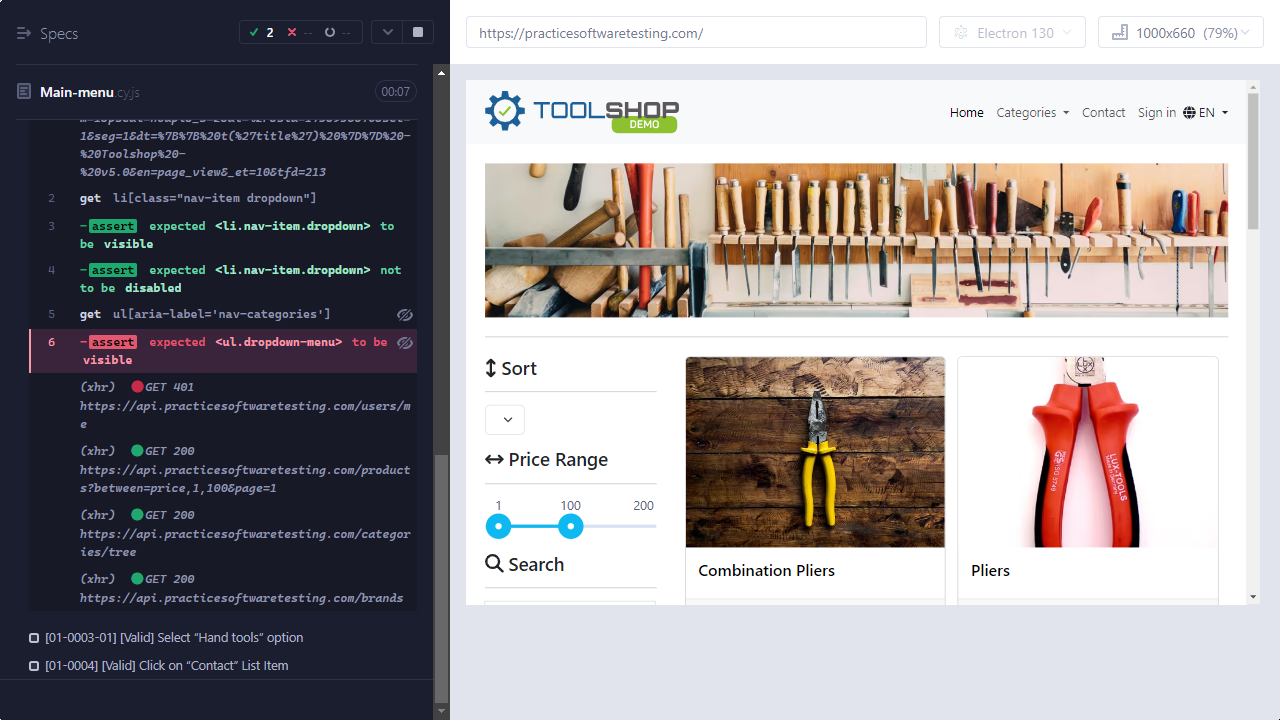 Specs
2
--
--
Main-menu.cy.js
00:07
1&seg=1&dt=%7B%7B%20t(%27title%27)%20%7D%7D%20-
%20Toolshop%20-
%20v5.0&en=page_view&_et=10&tfd=213
2 get li[class="nav-item dropdown"]
3 -assert expected <li.nav-item.dropdown> to
be visible
4 -assert expected <li.nav-item.dropdown> not
to be disabled
5 get ul[aria-label='nav-categories']
6 -assert expected <ul.dropdown-menu> to be
visible
(xhr) GET 401
https://api.practicesoftwaretesting.com/users/m
e
(xhr) GET 200
https://api.practicesoftwaretesting.com/product
s?between=price,1,100&page=1
(xhr) GET 200
https://api.practicesoftwaretesting.com/categor
ies/tree
(xhr) GET 200
https://api.practicesoftwaretesting.com/brands
[01-0003-01] [Valid] Select “Hand tools” option
[01-0004] [Valid] Click on “Contact” List Item
https://practicesoftwaretesting.com/
Electron 130
1000x660 (79%)
TOOLSHOP
DEMO
Home
Categories
Contact
Sign in
EN
Sort
Price Range
1
100
200
Search
Combination Pliers
LUX-TOOLS
Pliers